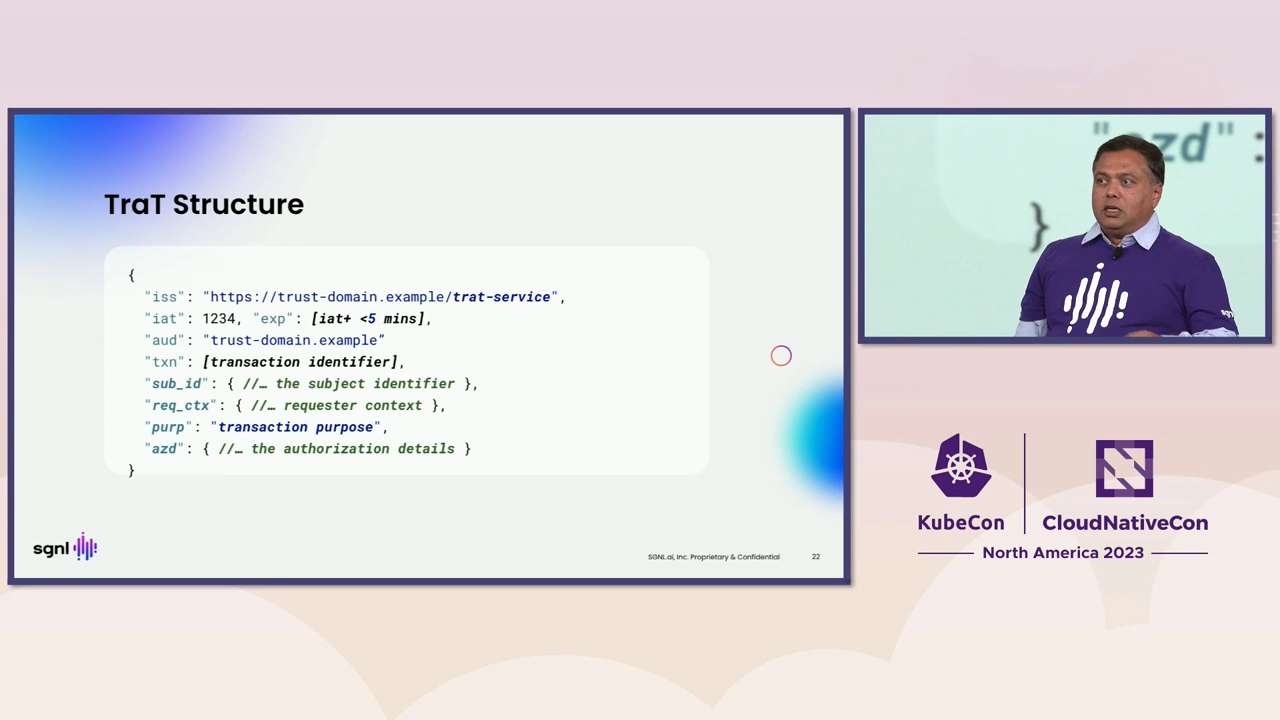 TraT Structure
{
"iss": "https://trust-domain.example/trat-service",
"iat": 1234, "exp": [iat+ <5 mins],
"aud": "trust-domain.example”
"txn": [transaction identifier],
"sub_id": { //… the subject identifier },
"req_ctx": { //… requester context },
"purp": "transaction purpose",
"azd": { //… the authorization details }
}
sgnl
SGNL.ai, Inc. Proprietary & Confidential
22
"azd" :
}
sgnl
KubeCon
CloudNativeCon
North America 2023